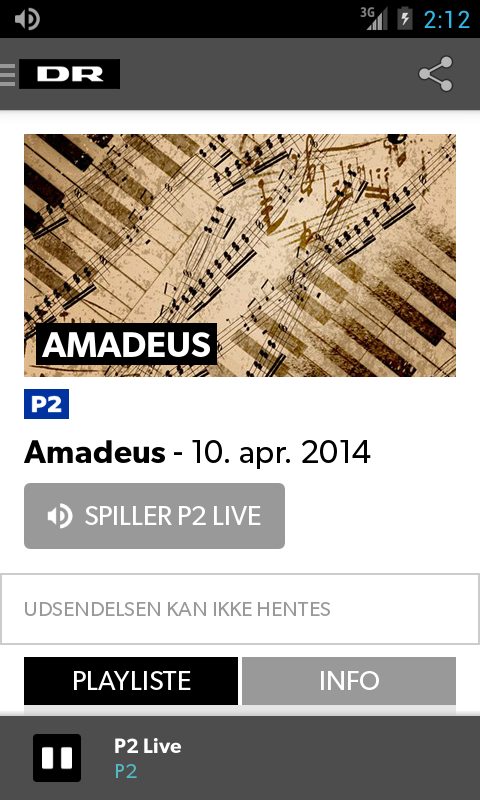 3G
2:12
DR
AMADEUS
P2
Amadeus - 10. apr. 2014
SPILLER P2 LIVE
UDSENDELSEN KAN IKKE HENTES
PLAYLISTE
INFO
P2 Live
P2